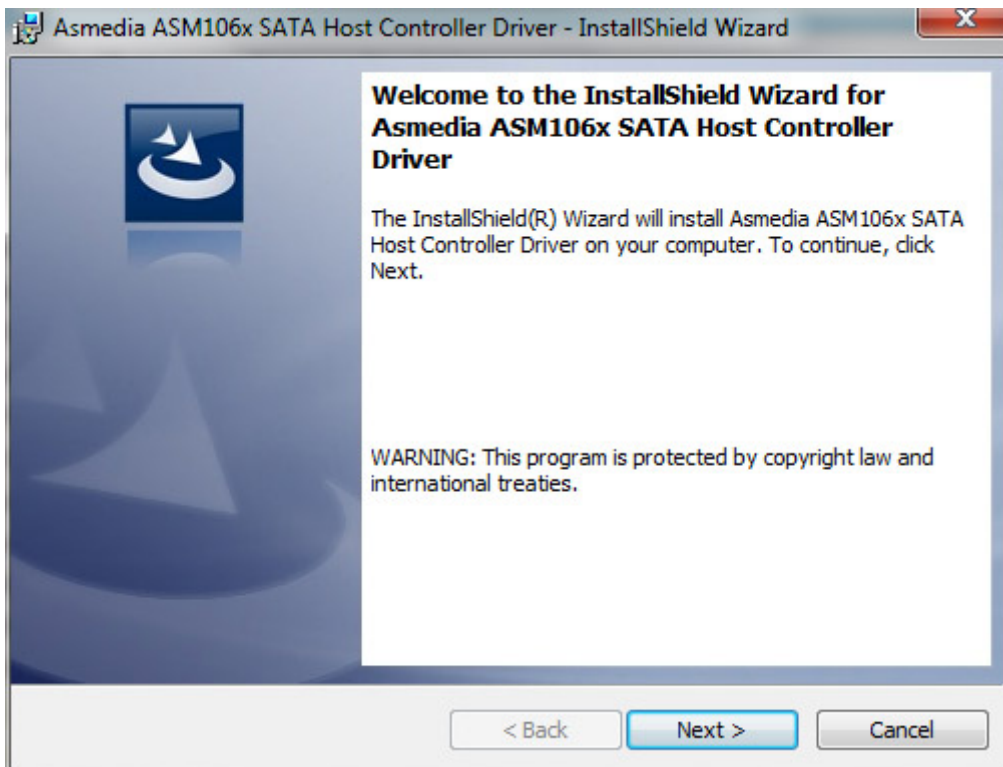 Asmedia ASM106x SATA Host Controller Driver - InstallShield Wizard
Welcome to the InstallShield Wizard for
Asmedia ASM106x SATA Host Controller
Driver
The InstallShield(R) Wizard will install Asmedia ASM106x SATA
Host Controller Driver on your computer. To continue, click
Next.
WARNING: This program is protected by copyright law and
international treaties.
< Back Next > Cancel